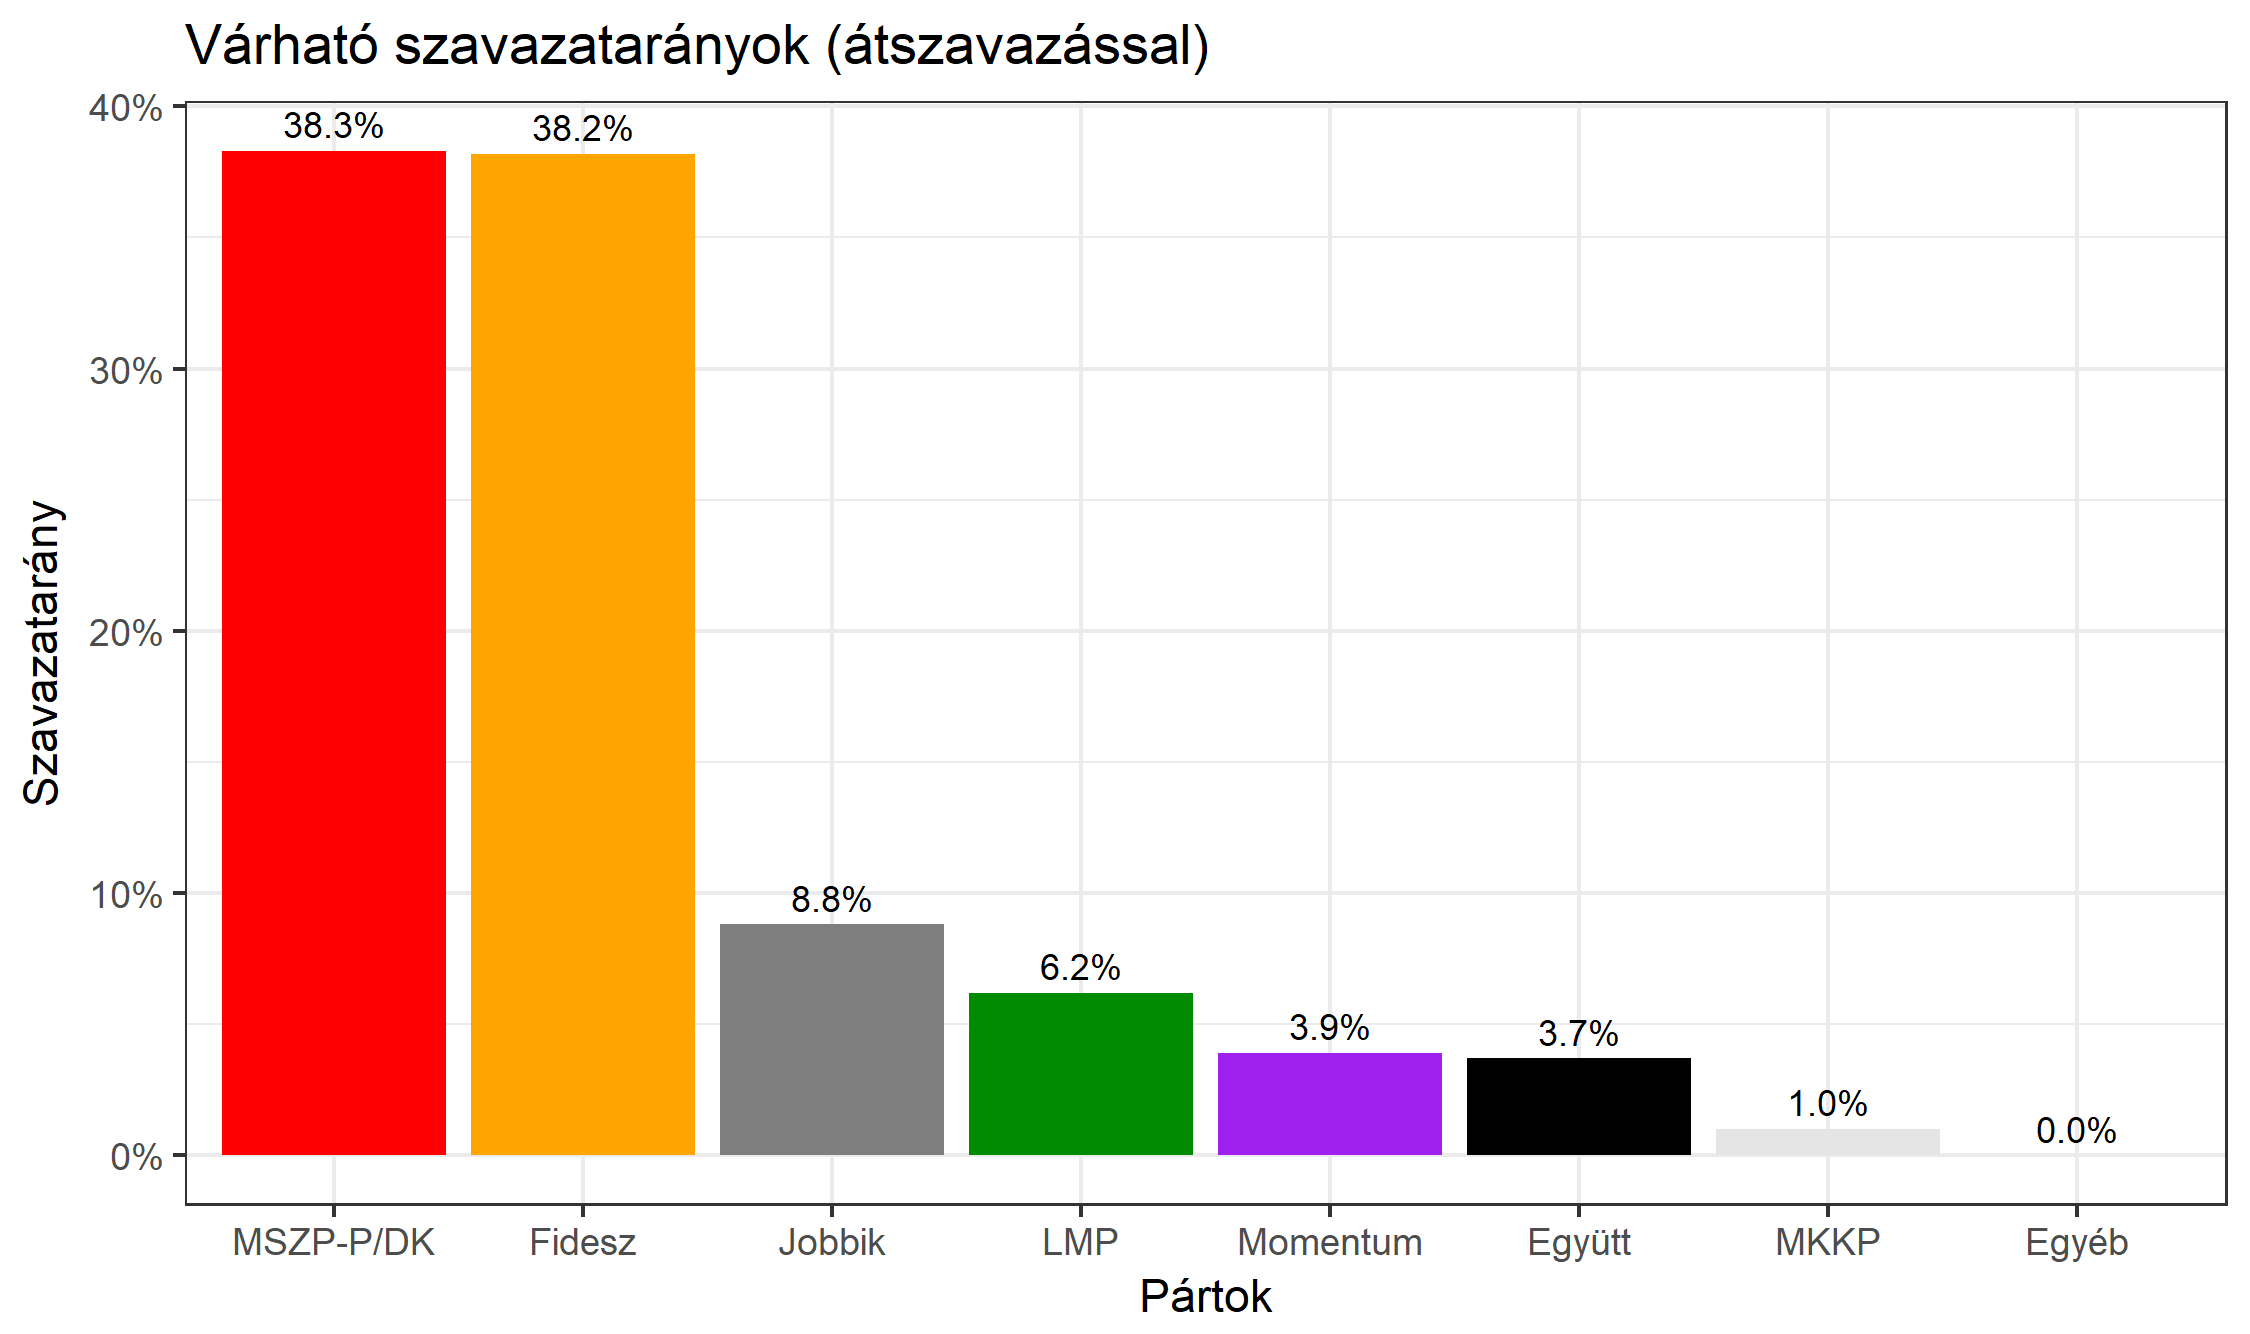 Várható szavazatarányok (átszavazással)
Szavazatarány
40%
30%
20%
10%
0%
38.3%
38.2%
8.8%
6.2%
3.9%
3.7%
1.0%
0.0%
MSZP-P/DK
Fidesz
Jobbik
LMP
Momentum
Együtt
MKKP
Egyéb
Pártok